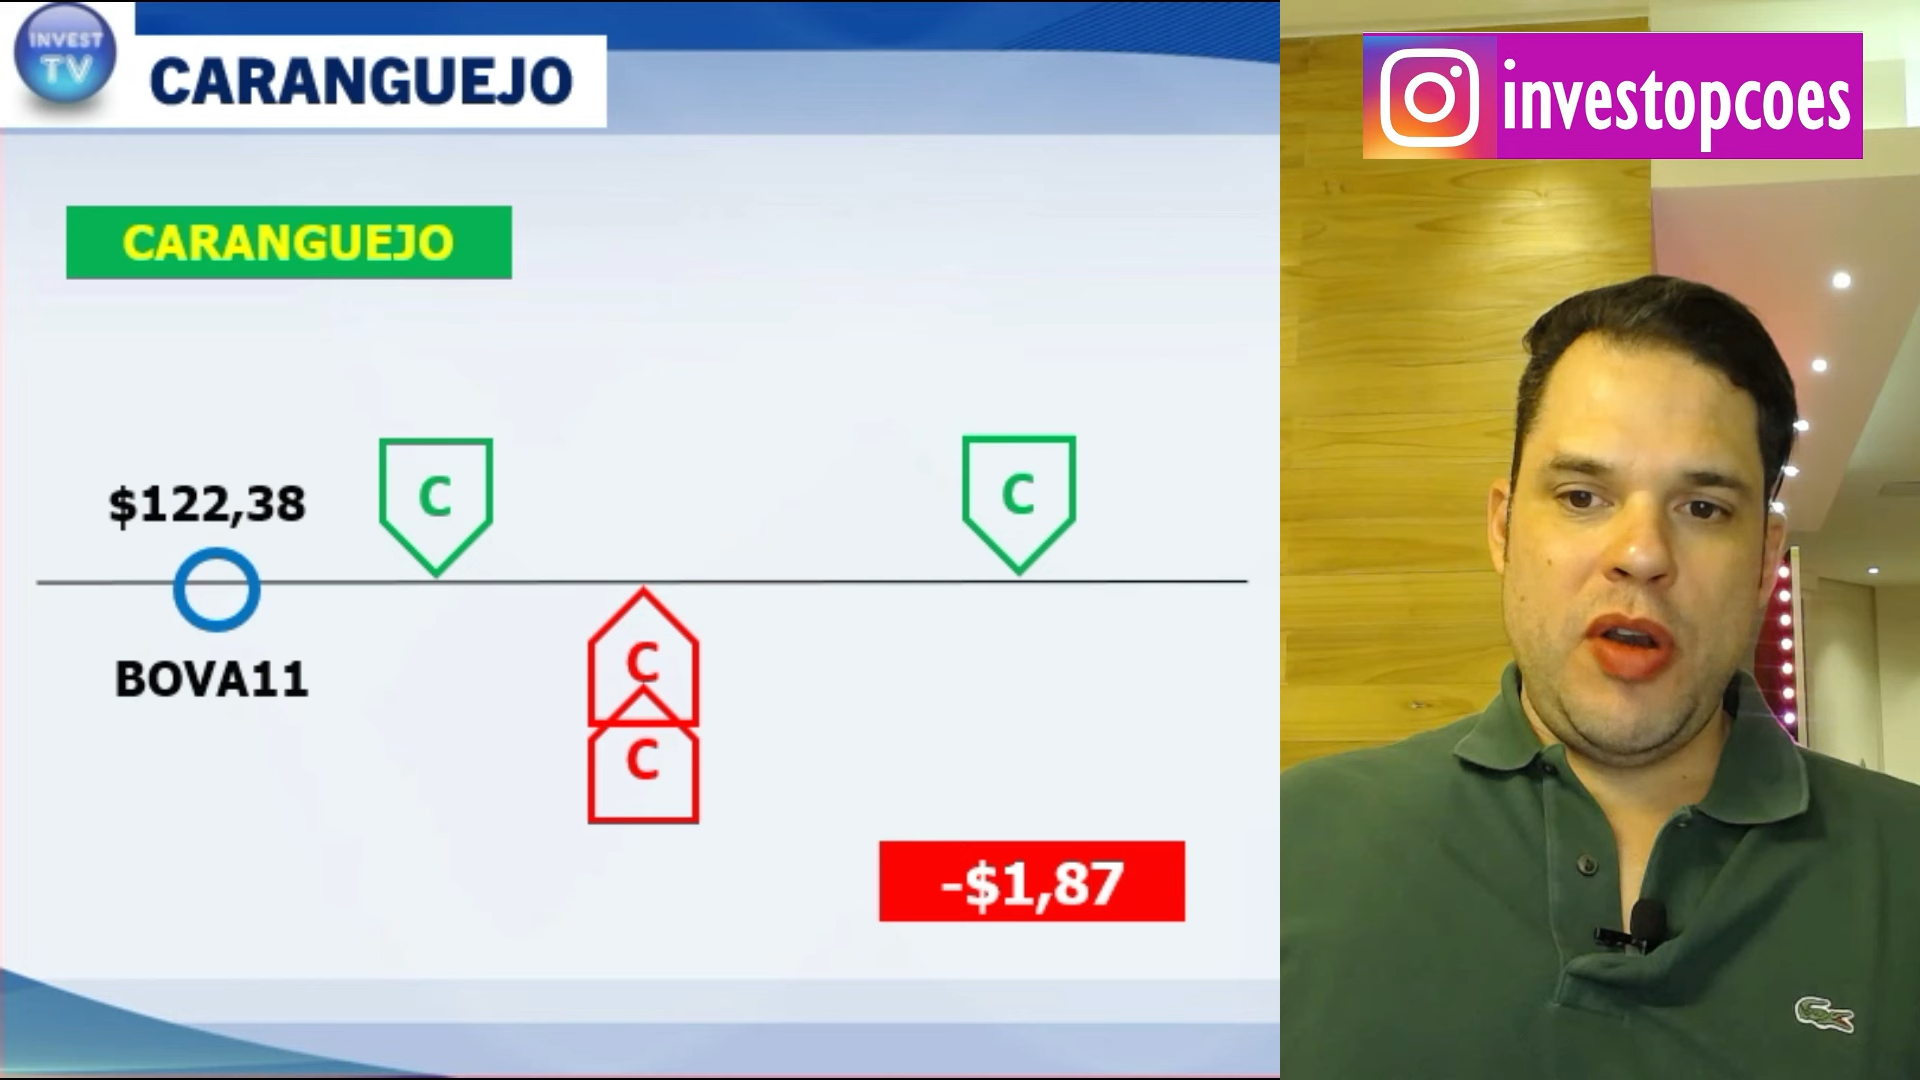 INVEST
TV
CARANGUEJO
investopcoes
CARANGUEJO
$122,38
C
C
BOVA11
C
C
-$1,87